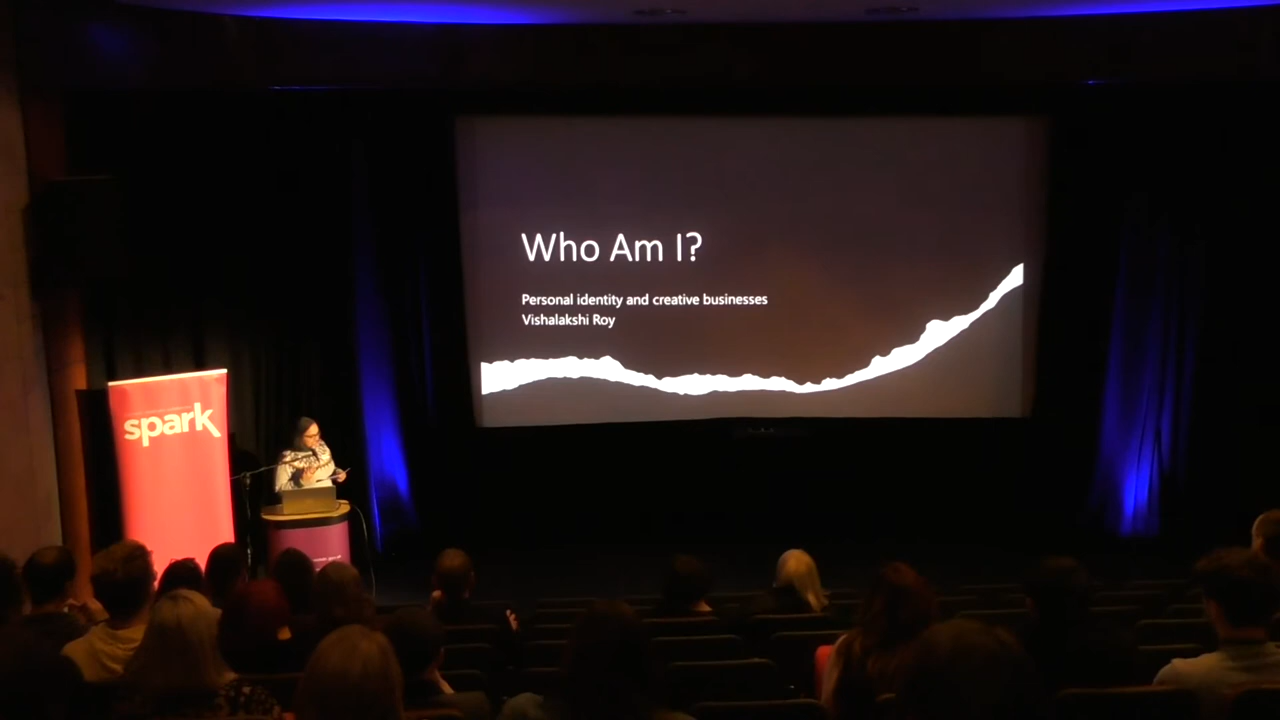 Who Am I?
Personal identity and creative businesses
Vishalakshi Roy
spark